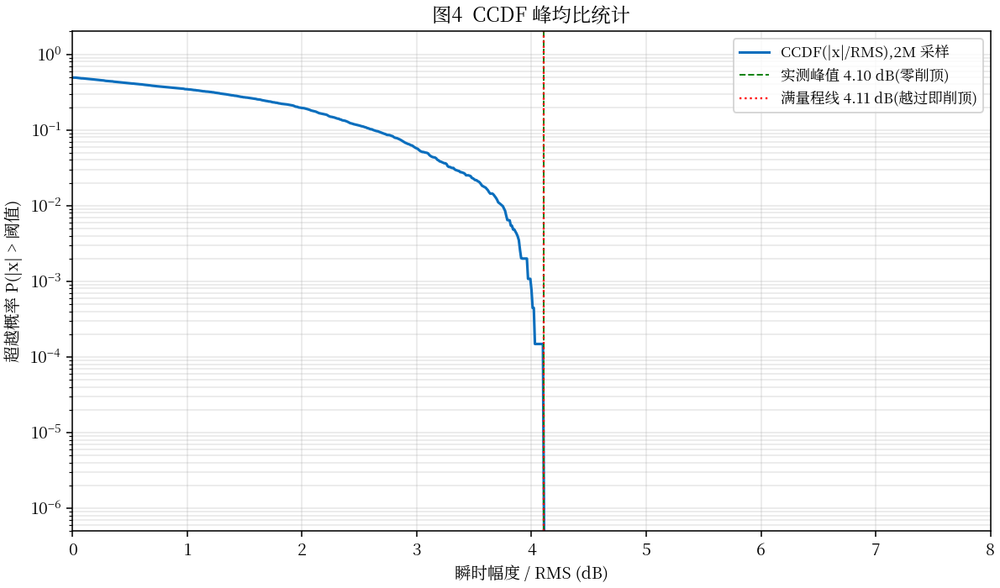 图4  CCDF 峰均比统计
CCDF(|x|/RMS),2M 采样
实测峰值 4.10 dB(零削顶)
满量程线 4.11 dB(越过即削顶)
超越概率 P(|x| > 阈值)
10⁰
10⁻¹
10⁻²
10⁻³
10⁻⁴
10⁻⁵
10⁻⁶
0 1 2 3 4 5 6 7 8
瞬时幅度 / RMS (dB)